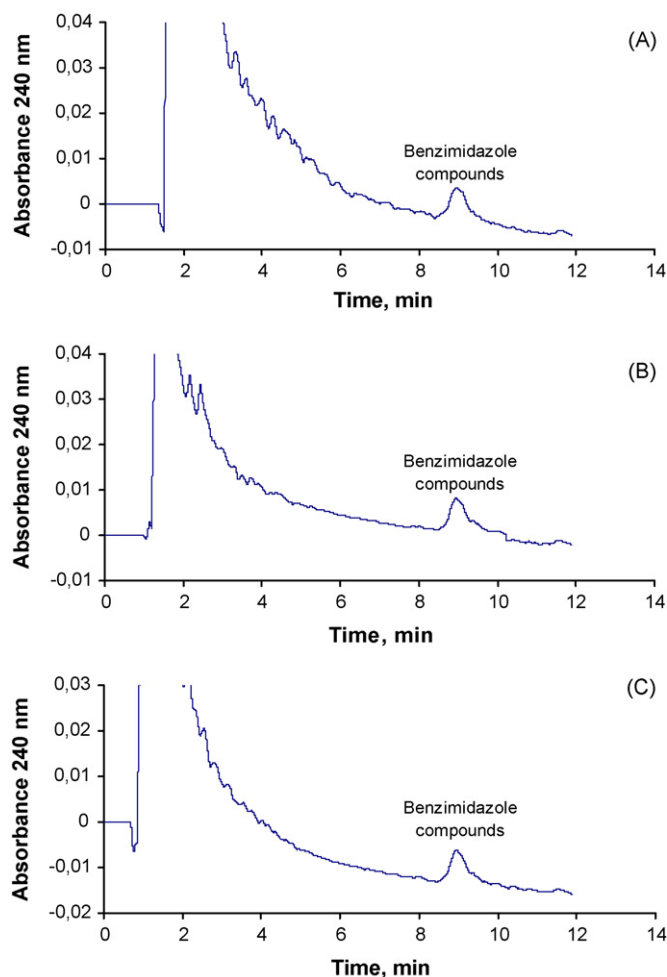 (A)
Absorbance 240 nm
0,04
0,03
0,02
0,01
0
-0,01
Benzimidazole
compounds
0 2 4 6 8 10 12 14
Time, min
(B)
Absorbance 240 nm
0,04
0,03
0,02
0,01
0
-0,01
Benzimidazole
compounds
0 2 4 6 8 10 12 14
Time, min
(C)
Absorbance 240 nm
0,03
0,02
0,01
0
-0,01
-0,02
Benzimidazole
compounds
0 2 4 6 8 10 12 14
Time, min